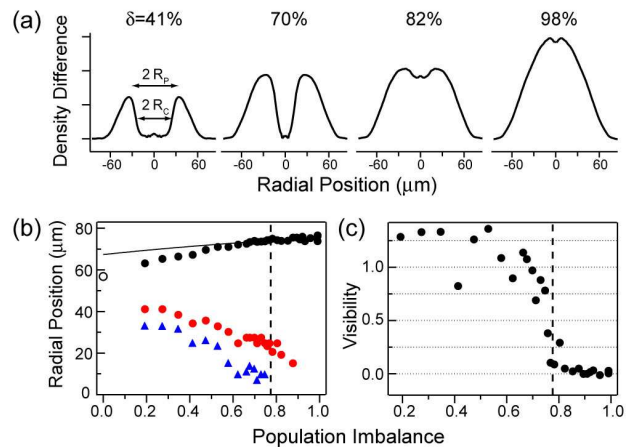 (a) δ=41% 70% 82% 98%
Density Difference
2 R_P
2 R_C
-60 0 60 -60 0 60 -60 0 60 -60 0 60
Radial Position (μm)
(b) (c)
Radial Position (μm)
80
60
40
20
0
0.0 0.2 0.4 0.6 0.8 1.0
Visibility
1.0
0.5
0.0
0.2 0.4 0.6 0.8 1.0
Population Imbalance